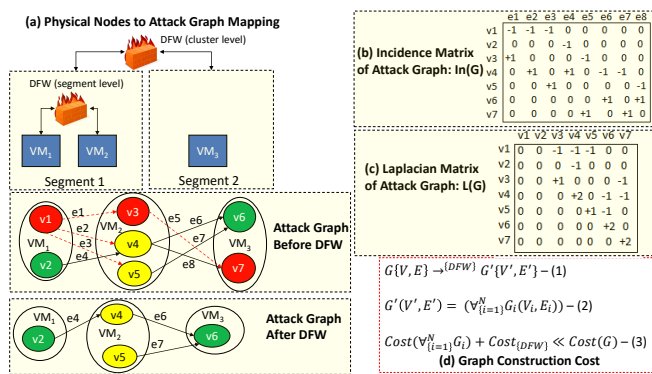 (a) Physical Nodes to Attack Graph Mapping
DFW (cluster level)
DFW (segment level)
VM1
VM2
VM3
Segment 1
Segment 2
v1
v2
VM1
v3
VM2
v4
v5
v6
VM3
v7
e1
e2
e3
e4
e5
e6
e7
e8
Attack Graph
Before DFW
VM1
v2
e4
v4
VM2
v5
e6
e7
VM3
v6
Attack Graph
After DFW
(b) Incidence Matrix
of Attack Graph: In(G)
e1 e2 e3 e4 e5 e6 e7 e8
v1 -1 -1 -1 0 0 0 0 0
v2 0 0 0 -1 0 0 0 0
v3 +1 0 0 0 -1 0 0 0
v4 0 +1 0 +1 0 -1 -1 0
v5 0 0 +1 0 0 0 0 -1
v6 0 0 0 0 0 +1 0 +1
v7 0 0 0 0 +1 0 +1 0
(c) Laplacian Matrix
of Attack Graph: L(G)
v1 v2 v3 v4 v5 v6 v7
v1 0 0 -1 -1 -1 0 0
v2 0 0 0 -1 0 0 0
v3 0 0 +1 0 0 0 -1
v4 0 0 0 +2 0 -1 -1
v5 0 0 0 0 +1 -1 0
v6 0 0 0 0 0 +2 0
v7 0 0 0 0 0 0 +2
G{V, E} →{DFW} G′{V′, E′} – (1)
G′(V′, E′) = (∀N{i=1}Gi(Vi, Ei)) – (2)
Cost(∀N{i=1}Gi) + Cost{DFW} ≪ Cost(G) – (3)
(d) Graph Construction Cost